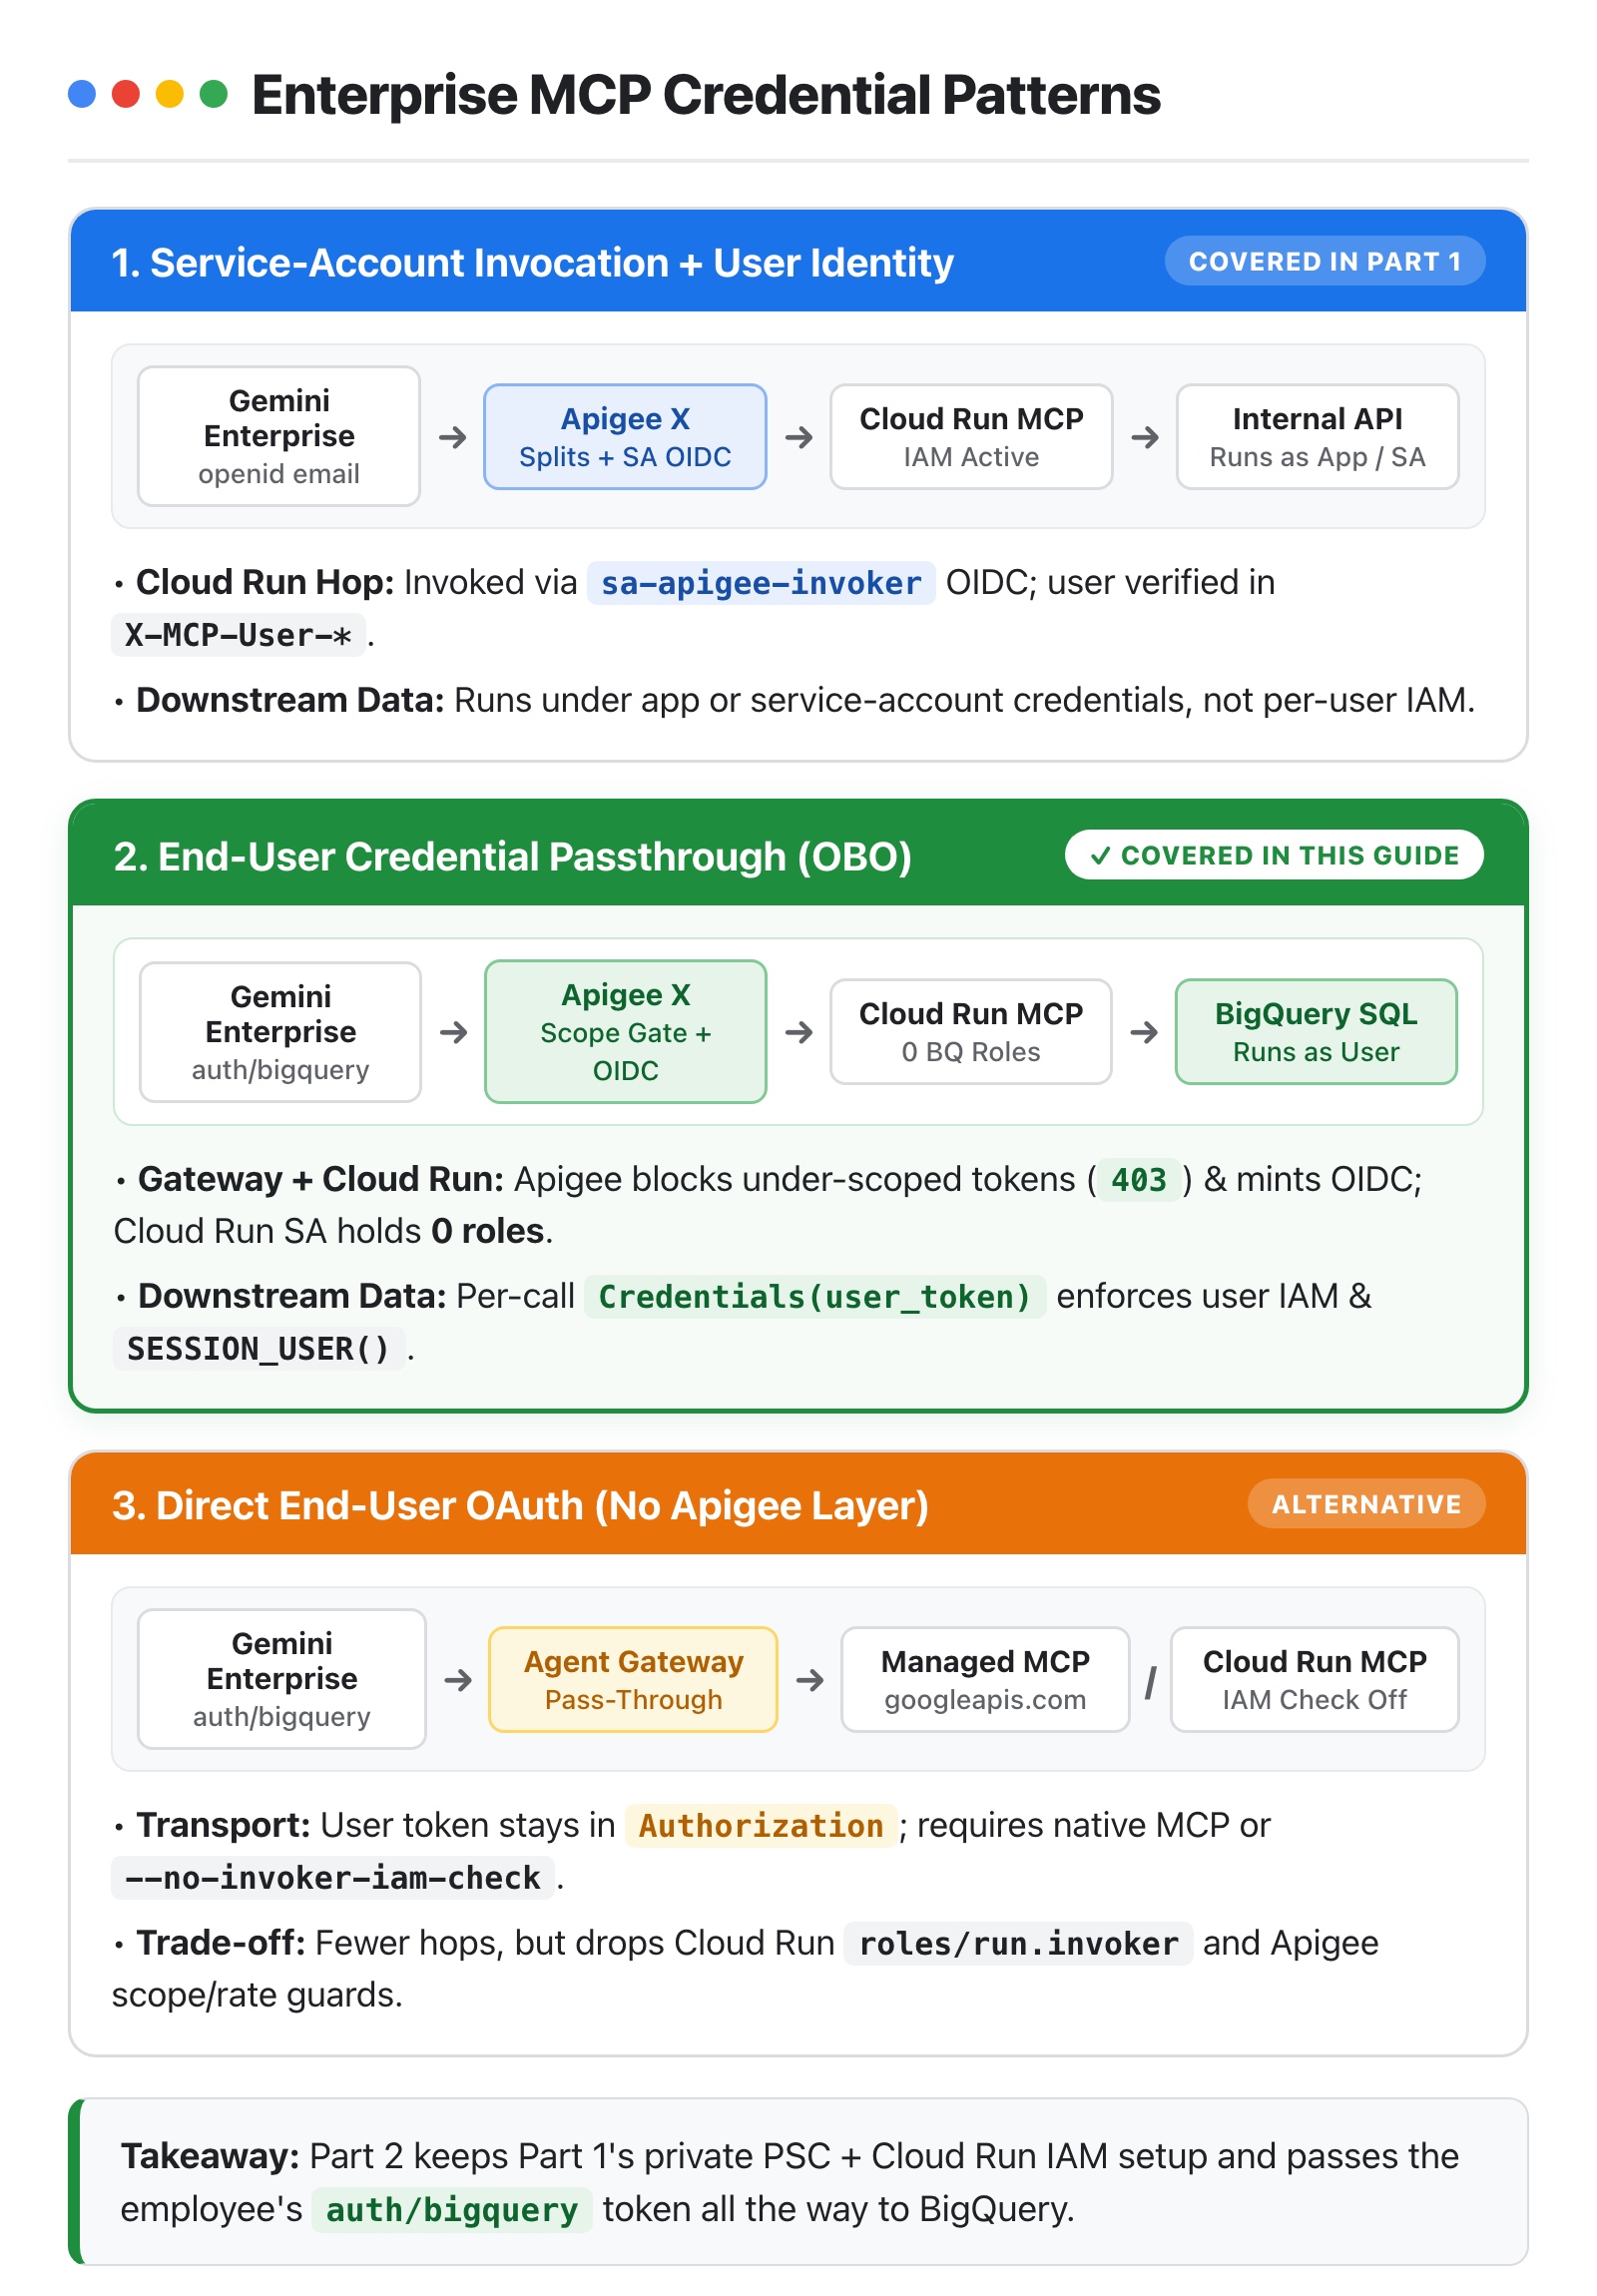 Enterprise MCP Credential Patterns
1. Service-Account Invocation + User Identity
COVERED IN PART 1
Gemini
Enterprise
openid email
→
Apigee X
Splits + SA OIDC
→
Cloud Run MCP
IAM Active
→
Internal API
Runs as App / SA
• Cloud Run Hop: Invoked via sa-apigee-invoker OIDC; user verified in
X-MCP-User-* .
• Downstream Data: Runs under app or service-account credentials, not per-user IAM.
2. End-User Credential Passthrough (OBO)
✓ COVERED IN THIS GUIDE
Gemini
Enterprise
auth/bigquery
→
Apigee X
Scope Gate +
OIDC
→
Cloud Run MCP
0 BQ Roles
→
BigQuery SQL
Runs as User
• Gateway + Cloud Run: Apigee blocks under-scoped tokens ( 403 ) & mints OIDC;
Cloud Run SA holds 0 roles.
• Downstream Data: Per-call Credentials(user_token) enforces user IAM &
SESSION_USER() .
3. Direct End-User OAuth (No Apigee Layer)
ALTERNATIVE
Gemini
Enterprise
auth/bigquery
→
Agent Gateway
Pass-Through
→
Managed MCP
googleapis.com
/
Cloud Run MCP
IAM Check Off
• Transport: User token stays in Authorization ; requires native MCP or
--no-invoker-iam-check .
• Trade-off: Fewer hops, but drops Cloud Run roles/run.invoker and Apigee
scope/rate guards.
Takeaway: Part 2 keeps Part 1's private PSC + Cloud Run IAM setup and passes the
employee's auth/bigquery token all the way to BigQuery.